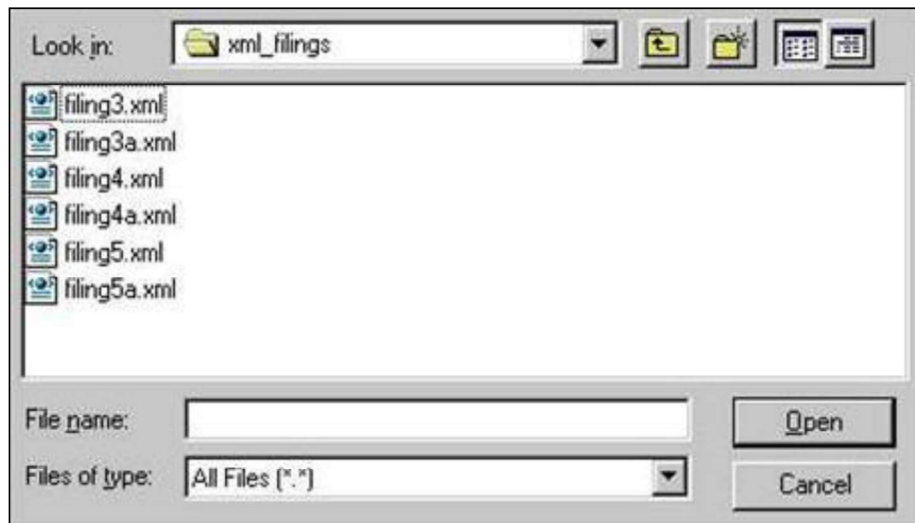 Look in: xml_filings
filing3.xml
filing3a.xml
filing4.xml
filing4a.xml
filing5.xml
filing5a.xml
File name: Open
Files of type: All Files (*.*) Cancel